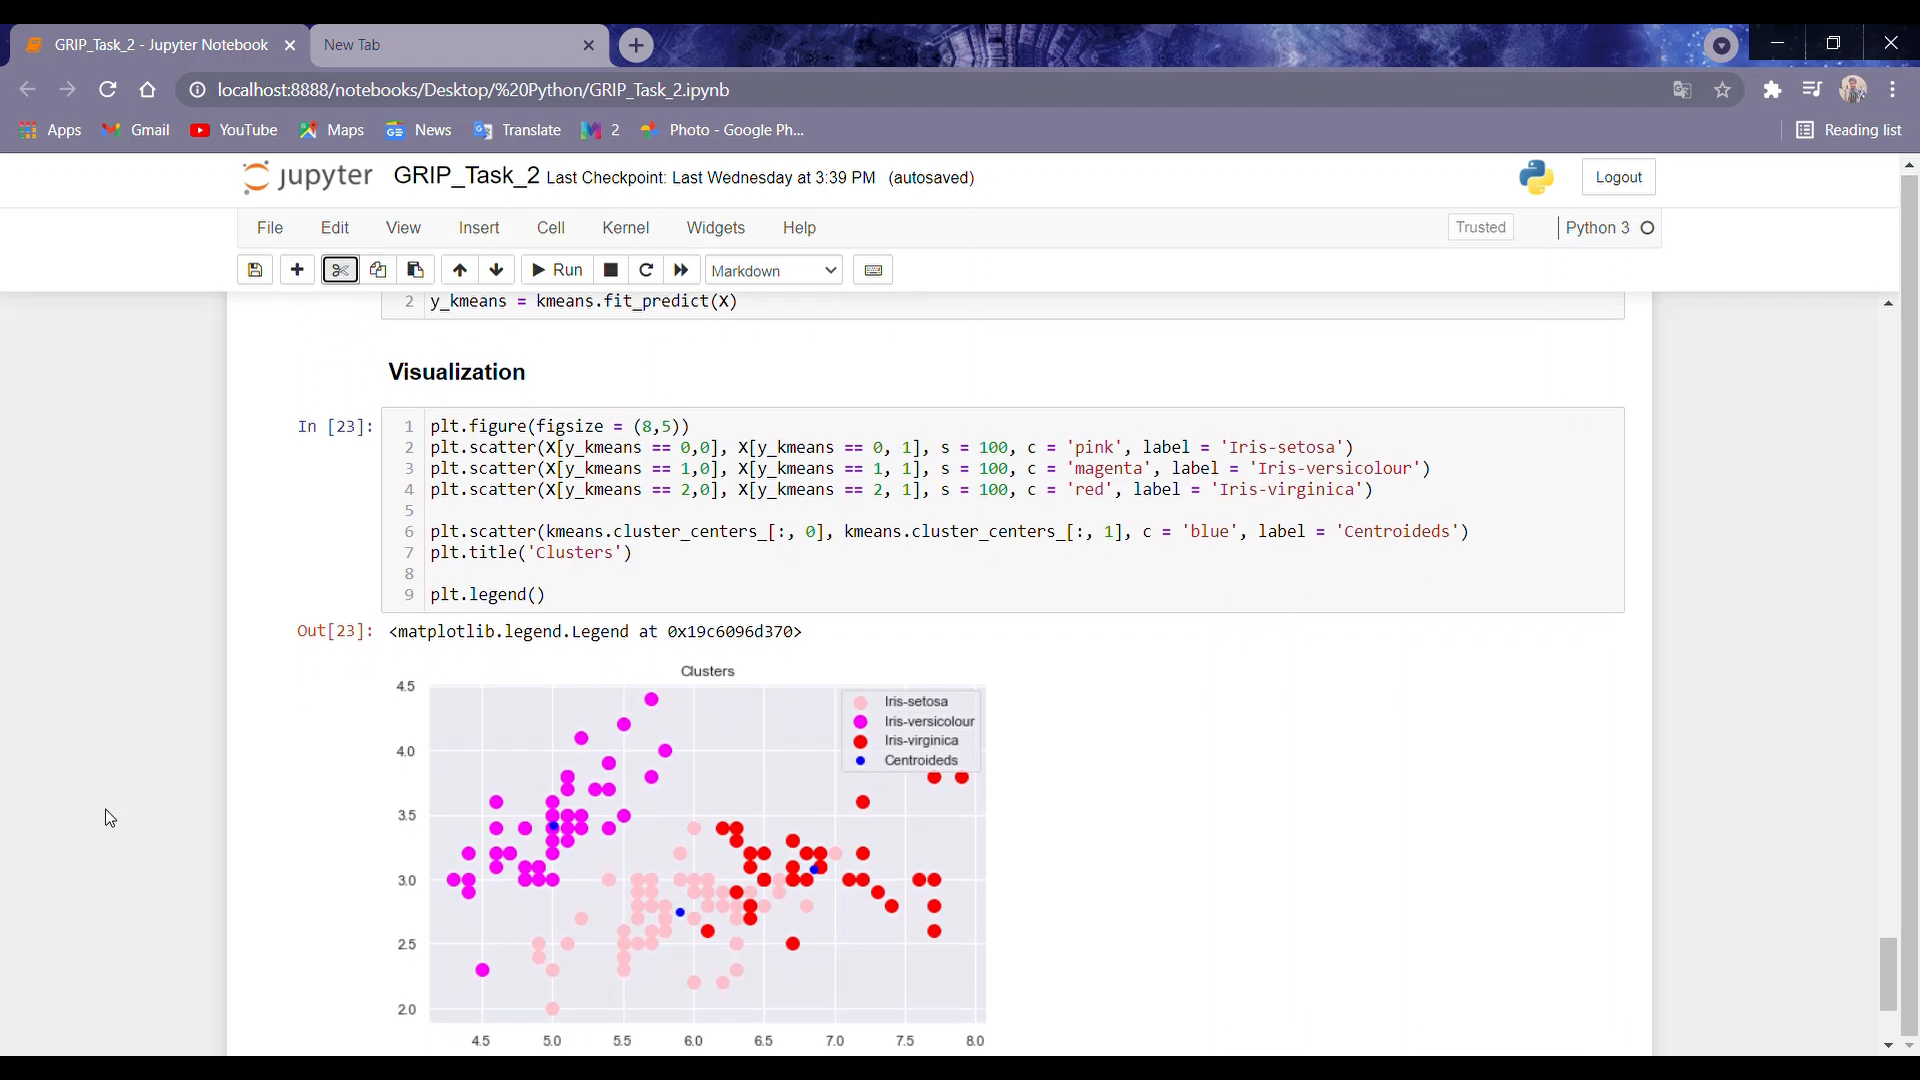 GRIP_Task_2 - Jupyter Notebook
New Tab
localhost:8888/notebooks/Desktop/%20Python/GRIP_Task_2.ipynb
Apps Gmail YouTube Maps News Translate 2 Photo - Google Ph... Reading list
jupyter GRIP_Task_2 Last Checkpoint: Last Wednesday at 3:39 PM (autosaved) Logout
File Edit View Insert Cell Kernel Widgets Help Trusted Python 3
Run Markdown
2 y_kmeans = kmeans.fit_predict(X)
Visualization
In [23]:
1 plt.figure(figsize = (8,5))
2 plt.scatter(X[y_kmeans == 0,0], X[y_kmeans == 0, 1], s = 100, c = 'pink', label = 'Iris-setosa')
3 plt.scatter(X[y_kmeans == 1,0], X[y_kmeans == 1, 1], s = 100, c = 'magenta', label = 'Iris-versicolour')
4 plt.scatter(X[y_kmeans == 2,0], X[y_kmeans == 2, 1], s = 100, c = 'red', label = 'Iris-virginica')
5
6 plt.scatter(kmeans.cluster_centers_[:, 0], kmeans.cluster_centers_[:, 1], c = 'blue', label = 'Centroideds')
7 plt.title('Clusters')
8
9 plt.legend()
Out[23]: <matplotlib.legend.Legend at 0x19c6096d370>
Clusters
Iris-setosa
Iris-versicolour
Iris-virginica
Centroideds
4.5
4.0
3.5
3.0
2.5
2.0
4.5 5.0 5.5 6.0 6.5 7.0 7.5 8.0